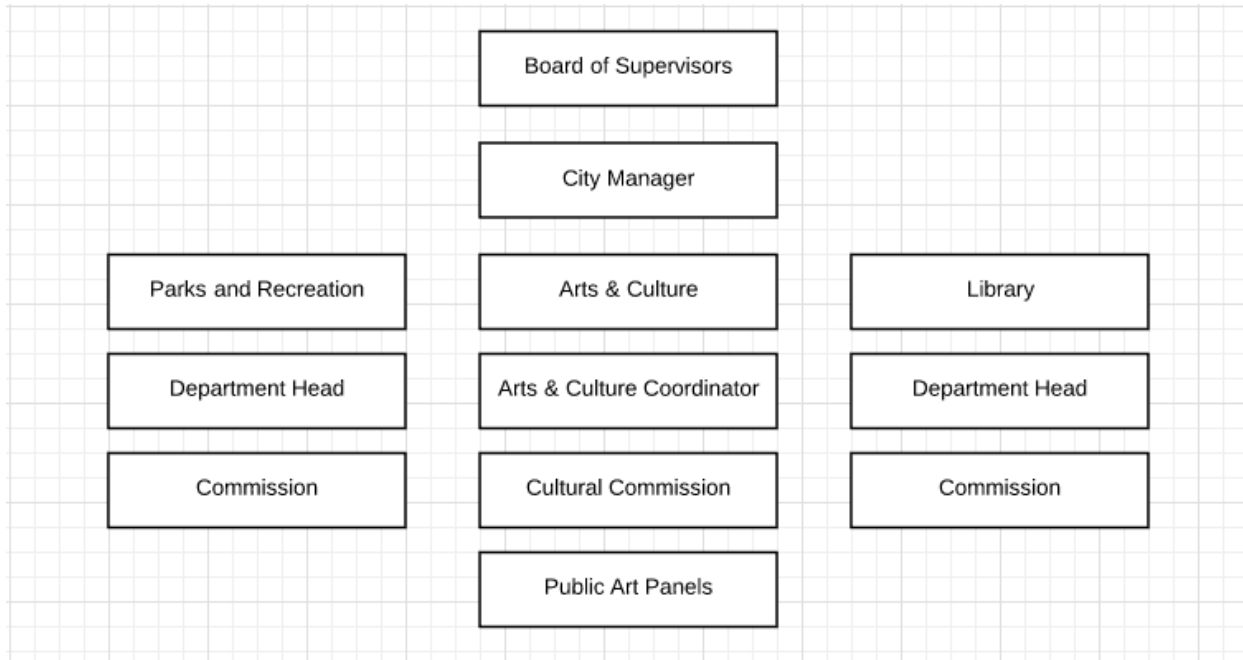 Board of Supervisors
City Manager
Parks and Recreation
Arts & Culture
Library
Department Head
Arts & Culture Coordinator
Department Head
Commission
Cultural Commission
Commission
Public Art Panels